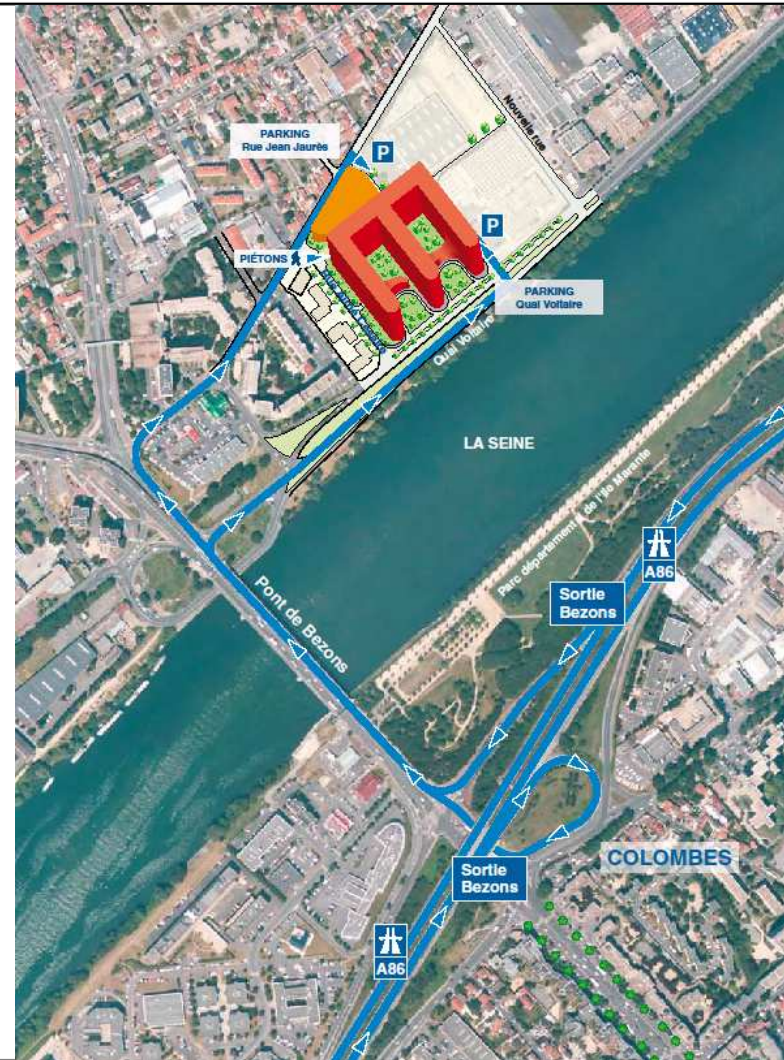 Nouvelle rue
PARKING
Rue Jean Jaurès
P
P
PIÉTONS
PARKING
Quai Voltaire
Quai Voltaire
LA SEINE
Parc départemental de l'île Marante
A86
Sortie
Bezons
Pont de Bezons
COLOMBES
Sortie
Bezons
A86